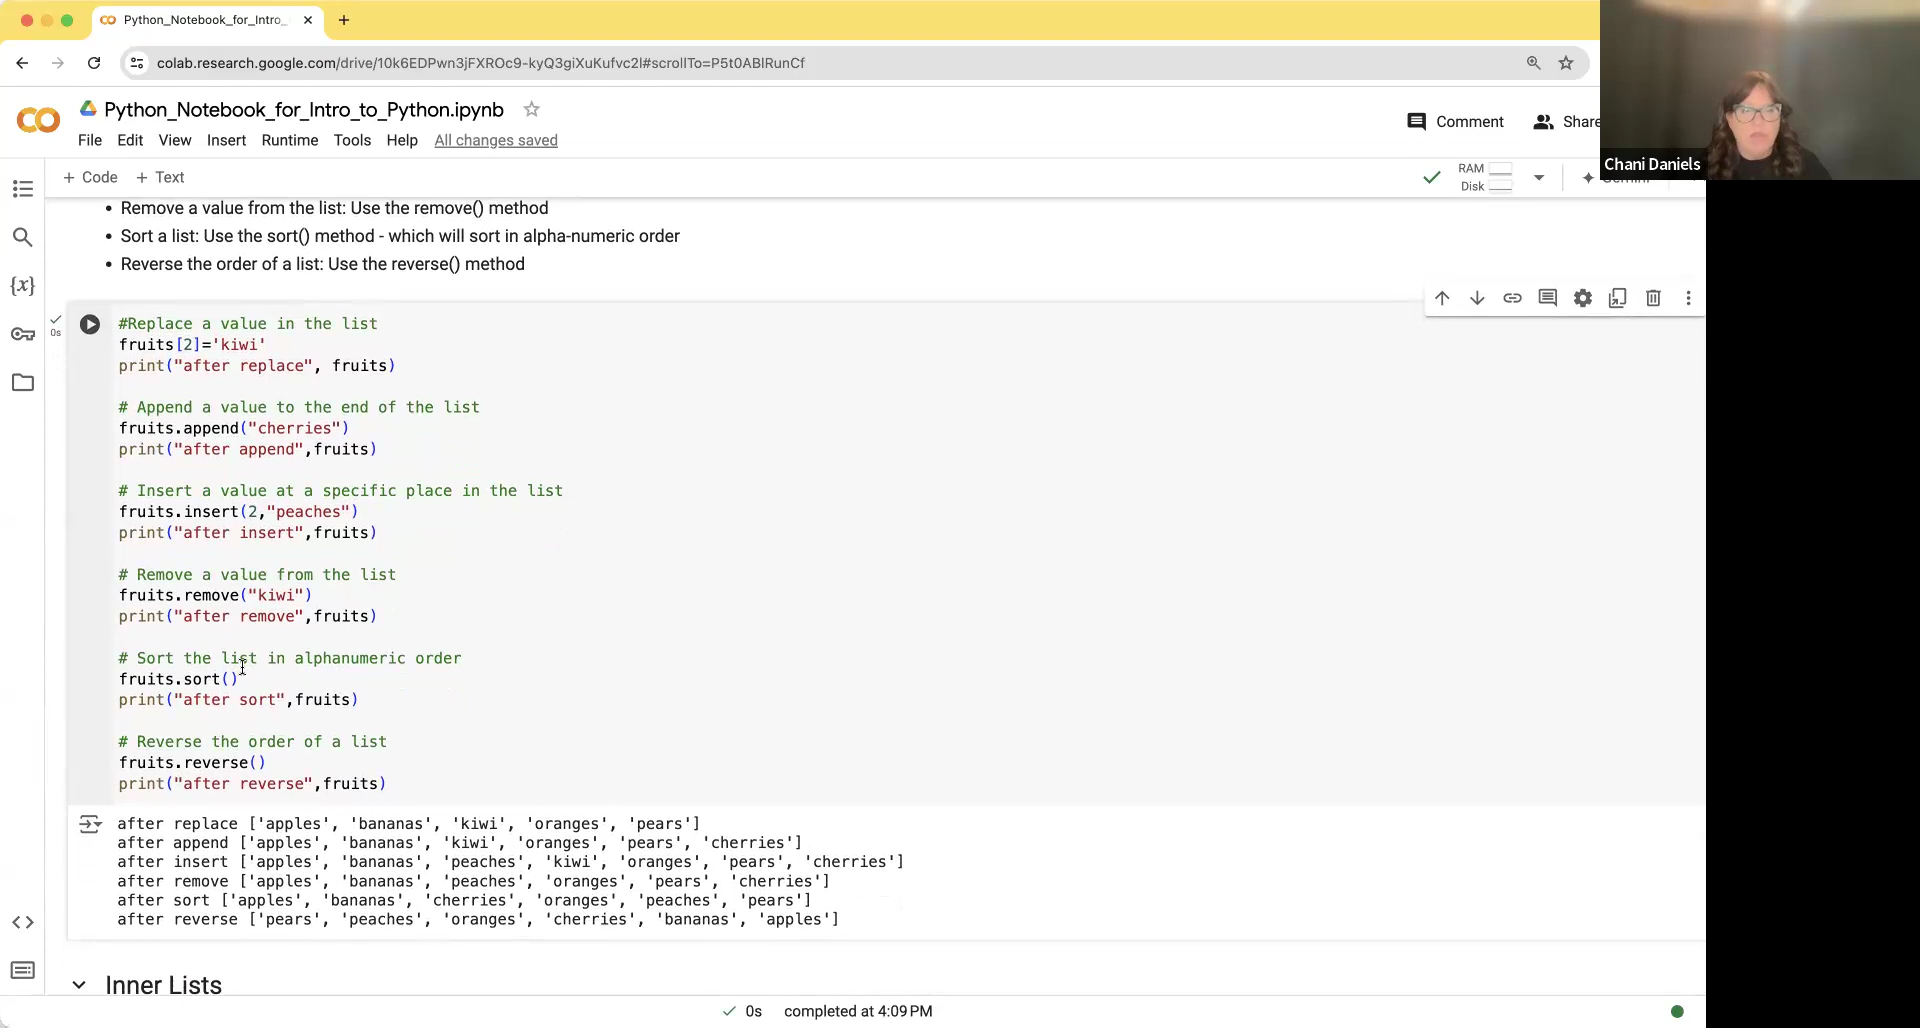 Python_Notebook_for_Intro_
colab.research.google.com/drive/10k6EDPwn3jFXROc9-kyQ3giXuKufvc2l#scrollTo=P5t0ABlRunCf
Python_Notebook_for_Intro_to_Python.ipynb
Comment
Share
File Edit View Insert Runtime Tools Help All changes saved
Chani Daniels
+ Code + Text
RAM
Disk
• Remove a value from the list: Use the remove() method
• Sort a list: Use the sort() method - which will sort in alpha-numeric order
• Reverse the order of a list: Use the reverse() method
0s
#Replace a value in the list
fruits[2]='kiwi'
print("after replace", fruits)
# Append a value to the end of the list
fruits.append("cherries")
print("after append",fruits)
# Insert a value at a specific place in the list
fruits.insert(2,"peaches")
print("after insert",fruits)
# Remove a value from the list
fruits.remove("kiwi")
print("after remove",fruits)
# Sort the list in alphanumeric order
fruits.sort()
print("after sort",fruits)
# Reverse the order of a list
fruits.reverse()
print("after reverse",fruits)
after replace ['apples', 'bananas', 'kiwi', 'oranges', 'pears']
after append ['apples', 'bananas', 'kiwi', 'oranges', 'pears', 'cherries']
after insert ['apples', 'bananas', 'peaches', 'kiwi', 'oranges', 'pears', 'cherries']
after remove ['apples', 'bananas', 'peaches', 'oranges', 'pears', 'cherries']
after sort ['apples', 'bananas', 'cherries', 'oranges', 'peaches', 'pears']
after reverse ['pears', 'peaches', 'oranges', 'cherries', 'bananas', 'apples']
Inner Lists
0s completed at 4:09 PM